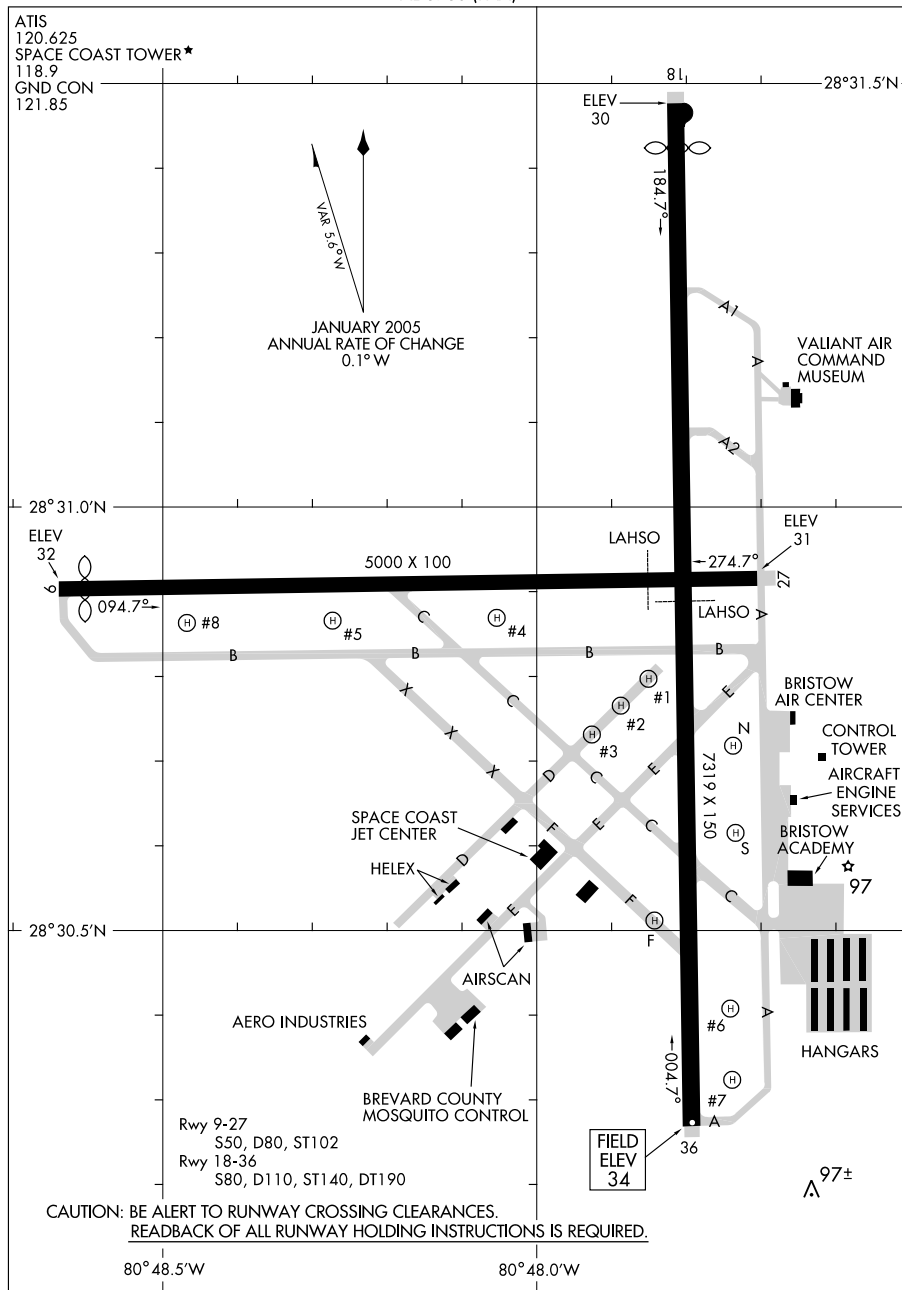 ATIS
120.625
SPACE COAST TOWER★
118.9
GND CON
121.85
18
28°31.5'N
ELEV
30
VAR 5.6°W
184.7°
JANUARY 2005
ANNUAL RATE OF CHANGE
0.1° W
A1
A
VALIANT AIR
COMMAND
MUSEUM
A2
28°31.0'N
ELEV
32
ELEV
31
LAHSO
5000 X 100
274.7°
9
27
094.7°
LAHSO
A
#8
H
H
#5
H
#4
C
B
B
B
B
H
#1
H
#2
H
#3
X
X
X
C
E
BRISTOW
AIR CENTER
N
H
CONTROL
TOWER
D
C
E
7319 X 150
AIRCRAFT
ENGINE
SERVICES
SPACE COAST
JET CENTER
F
E
C
H
S
BRISTOW
ACADEMY
97
HELEX
D
E
F
C
H
F
28°30.5'N
AIRSCAN
AERO INDUSTRIES
H
#6
A
HANGARS
004.7°
H
#7
A
BREVARD COUNTY
MOSQUITO CONTROL
Rwy 9-27
S50, D80, ST102
Rwy 18-36
S80, D110, ST140, DT190
FIELD
ELEV
34
36
97±
CAUTION: BE ALERT TO RUNWAY CROSSING CLEARANCES.
READBACK OF ALL RUNWAY HOLDING INSTRUCTIONS IS REQUIRED.
80°48.5'W
80°48.0'W